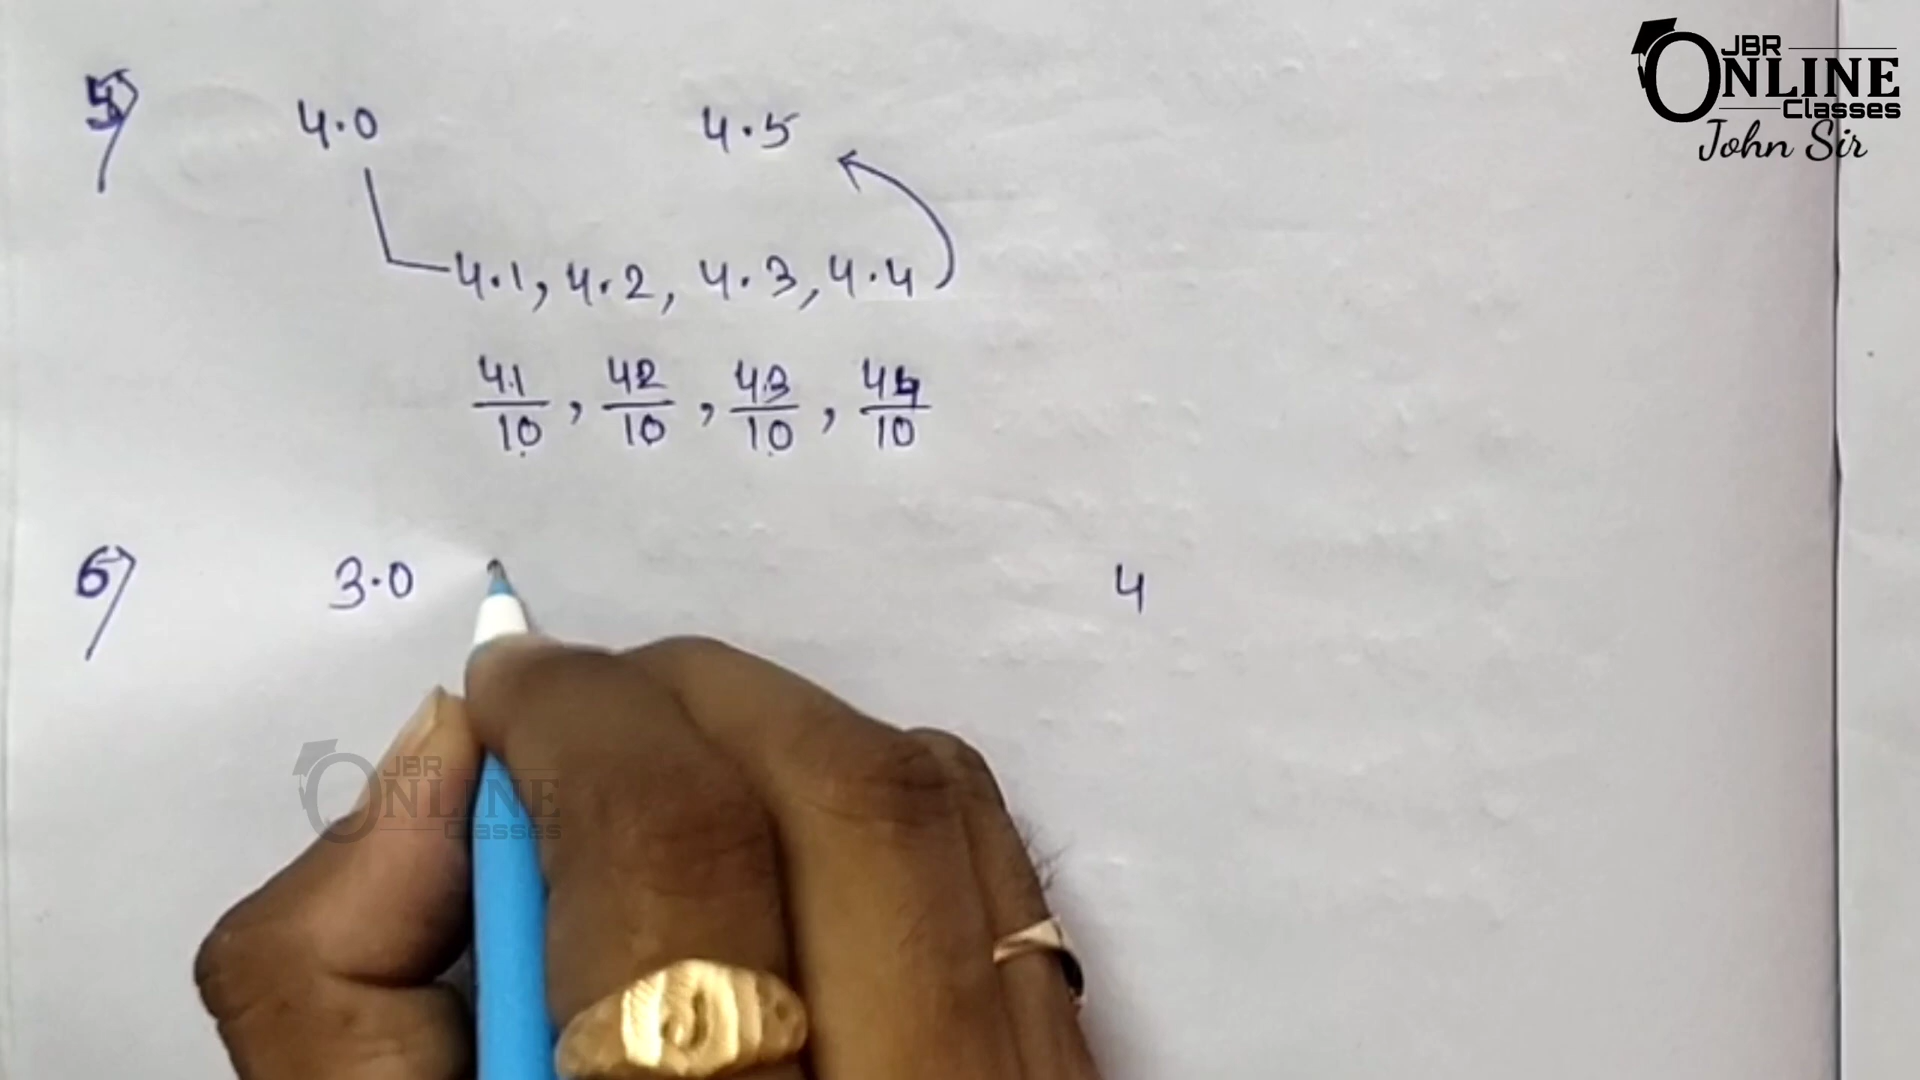 JBR
ONLINE
Classes
John Sir
5) 4.0 4.5
4.1, 4.2, 4.3, 4.4
41/10, 42/10, 43/10, 44/10
6) 3.0 4
JBR
ONLINE
Classes